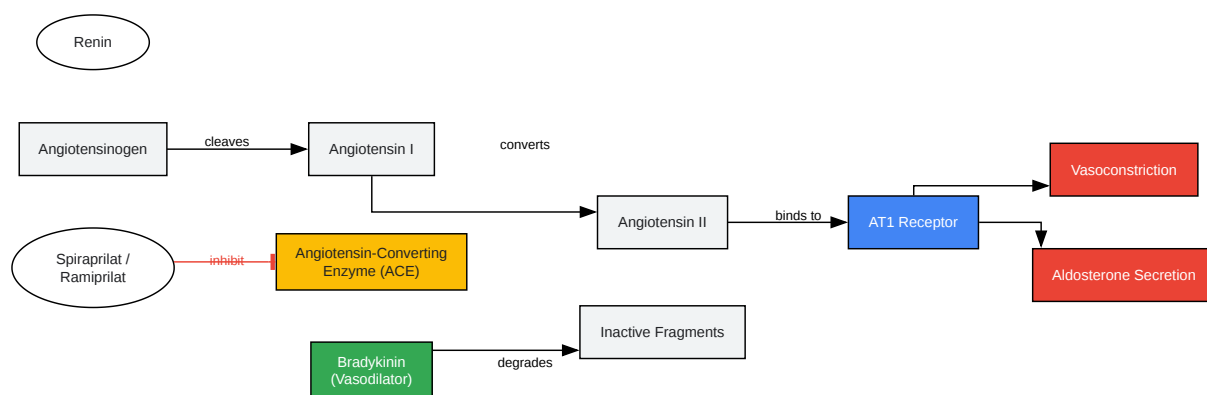 Renin
Angiotensinogen
cleaves
Angiotensin I
converts
Vasoconstriction
Angiotensin II
binds to
AT1 Receptor
Spiraprilat /
Ramiprilat
inhibit
Angiotensin-Converting
Enzyme (ACE)
Aldosterone Secretion
Inactive Fragments
Bradykinin
(Vasodilator)
degrades